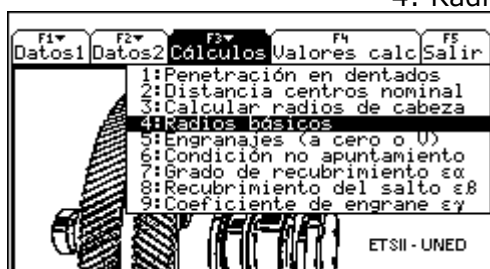 F1▼ F2▼ F3▼ F4 F5
Datos1 Datos2 Cálculos Valores calc Salir
1:Penetración en dentados
2:Distancia centros nominal
3:Calcular radios de cabeza
4:Radios básicos
5:Engranajes (a cero o V)
6:Condición no apuntamiento
7:Grado de recubrimiento εα
8:Recubrimiento del salto εβ
9:Coeficiente de engrane εγ
ETSII - UNED